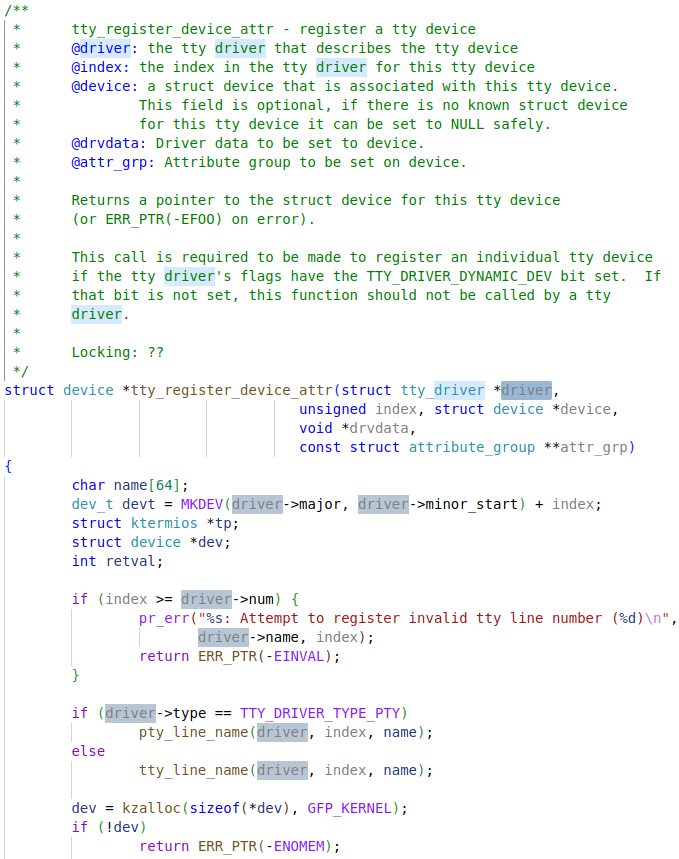 /**
 *	tty_register_device_attr - register a tty device
 *	@driver: the tty driver that describes the tty device
 *	@index: the index in the tty driver for this tty device
 *	@device: a struct device that is associated with this tty device.
 *		This field is optional, if there is no known struct device
 *		for this tty device it can be set to NULL safely.
 *	@drvdata: Driver data to be set to device.
 *	@attr_grp: Attribute group to be set on device.
 *
 *	Returns a pointer to the struct device for this tty device
 *	(or ERR_PTR(-EFOO) on error).
 *
 *	This call is required to be made to register an individual tty device
 *	if the tty driver's flags have the TTY_DRIVER_DYNAMIC_DEV bit set.  If
 *	that bit is not set, this function should not be called by a tty
 *	driver.
 *
 *	Locking: ??
 */
struct device *tty_register_device_attr(struct tty_driver *driver,
				   unsigned index, struct device *device,
				   void *drvdata,
				   const struct attribute_group **attr_grp)
{
	char name[64];
	dev_t devt = MKDEV(driver->major, driver->minor_start) + index;
	struct ktermios *tp;
	struct device *dev;
	int retval;

	if (index >= driver->num) {
		pr_err("%s: Attempt to register invalid tty line number (%d)\n",
		       driver->name, index);
		return ERR_PTR(-EINVAL);
	}

	if (driver->type == TTY_DRIVER_TYPE_PTY)
		pty_line_name(driver, index, name);
	else
		tty_line_name(driver, index, name);

	dev = kzalloc(sizeof(*dev), GFP_KERNEL);
	if (!dev)
		return ERR_PTR(-ENOMEM);